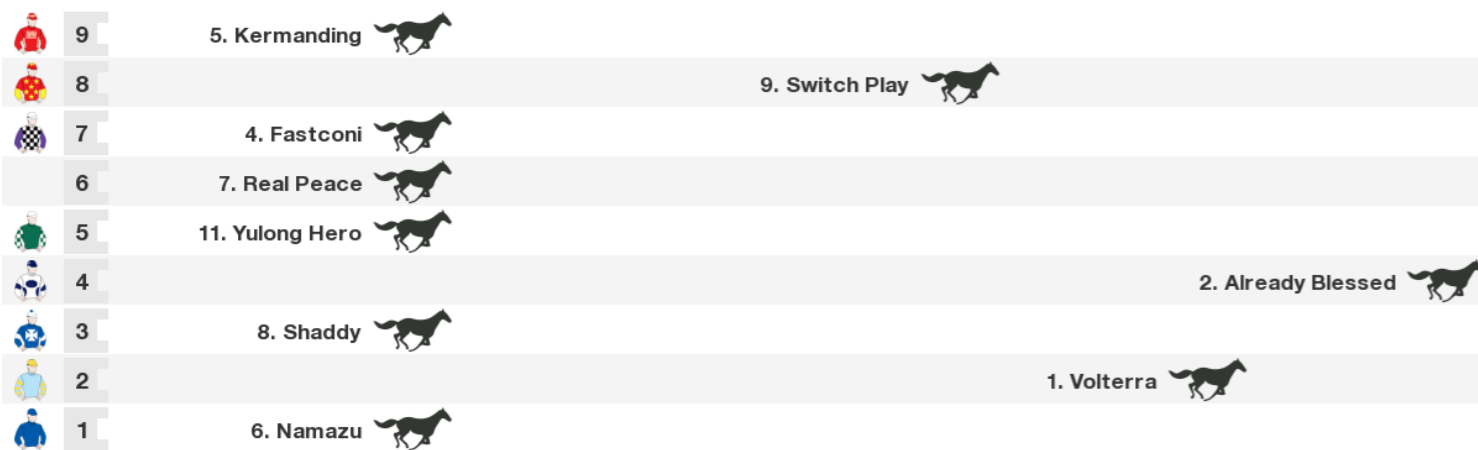 9 5. Kermanding
8 9. Switch Play
7 4. Fastconi
6 7. Real Peace
5 11. Yulong Hero
4 2. Already Blessed
3 8. Shaddy
2 1. Volterra
1 6. Namazu